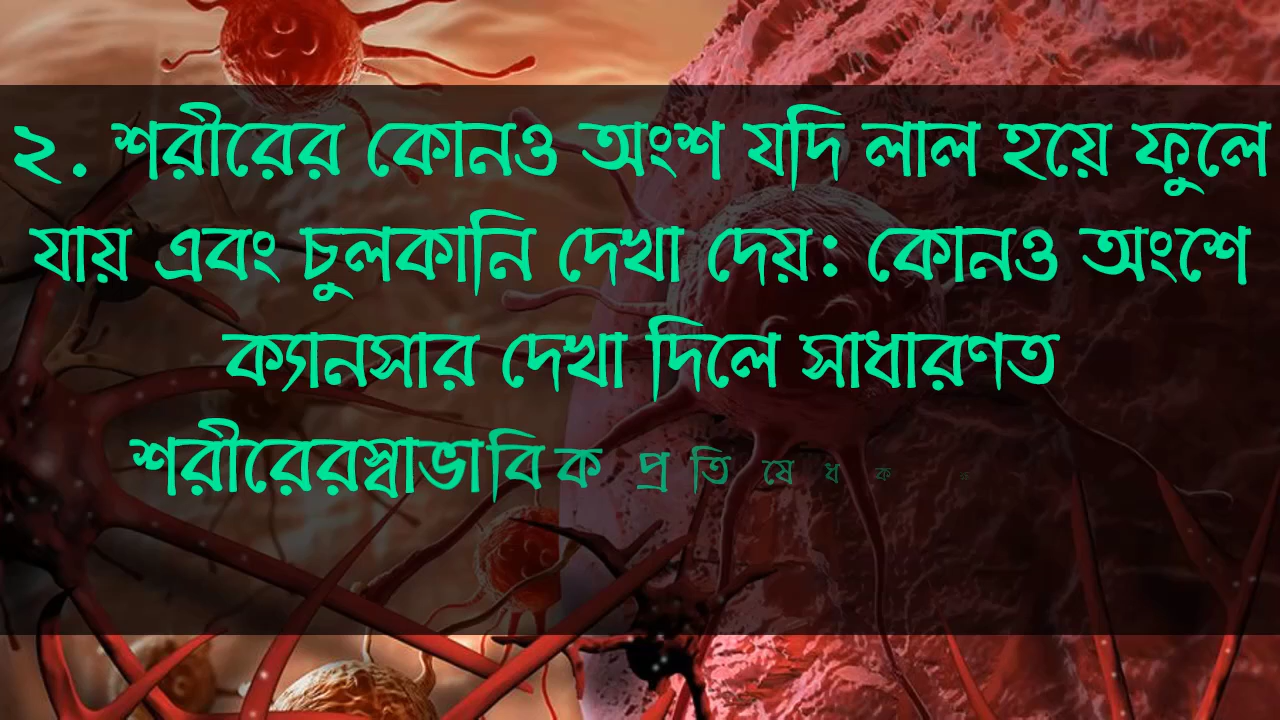 ২. শরীরের কোনও অংশ যদি লাল হয়ে ফুলে
যায় এবং চুলকানি দেখা দেয়: কোনও অংশে
ক্যানসার দেখা দিলে সাধারণত
শরীরেরস্বাভাবিক প্রতিষেধক